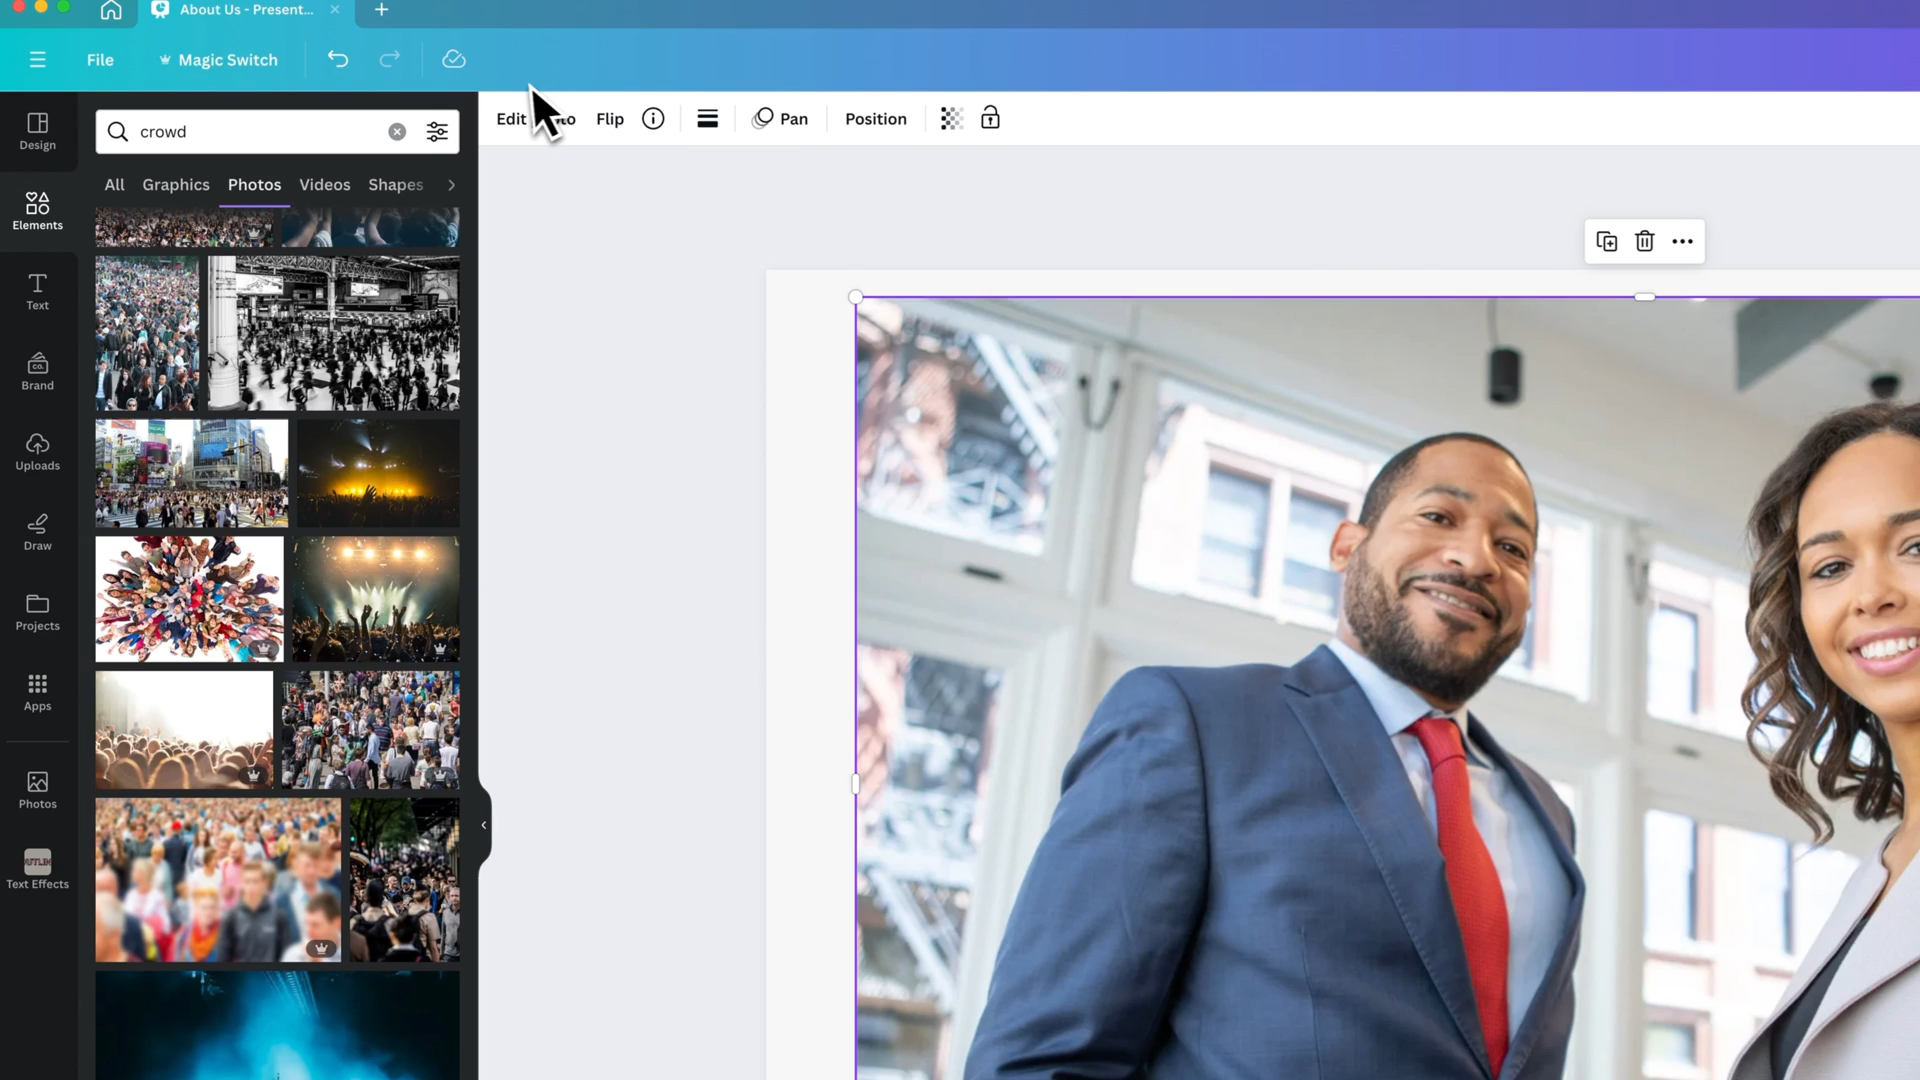 About Us - Present...
File
Magic Switch
Design
Elements
Text
CO.
Brand
Uploads
Draw
Projects
Apps
Photos
Text Effects
crowd
All Graphics Photos Videos Shapes
Edit
Flip
Pan
Position